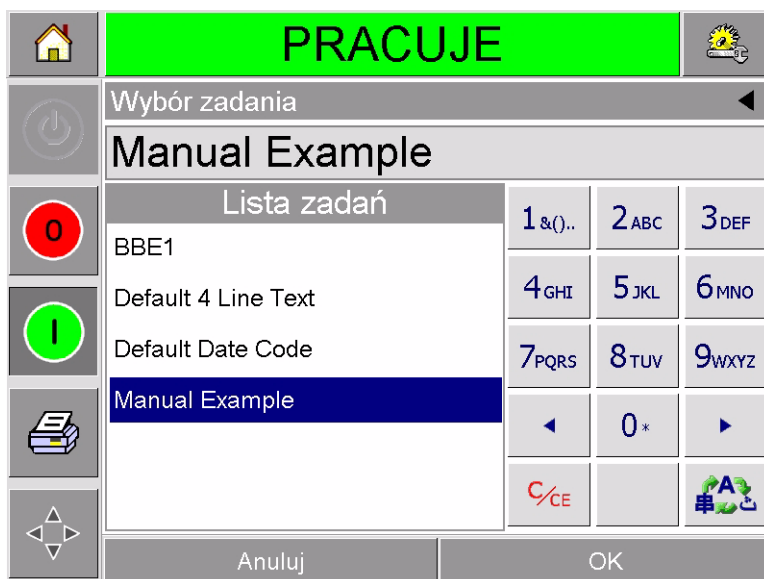 PRACUJE
Wybór zadania
Manual Example
Lista zadań
BBE1
Default 4 Line Text
Default Date Code
Manual Example
1&()..
2ABC
3DEF
4GHI
5JKL
6MNO
7PQRS
8TUV
9WXYZ
0*
C/CE
A
串
ث
0
I
Anuluj
OK